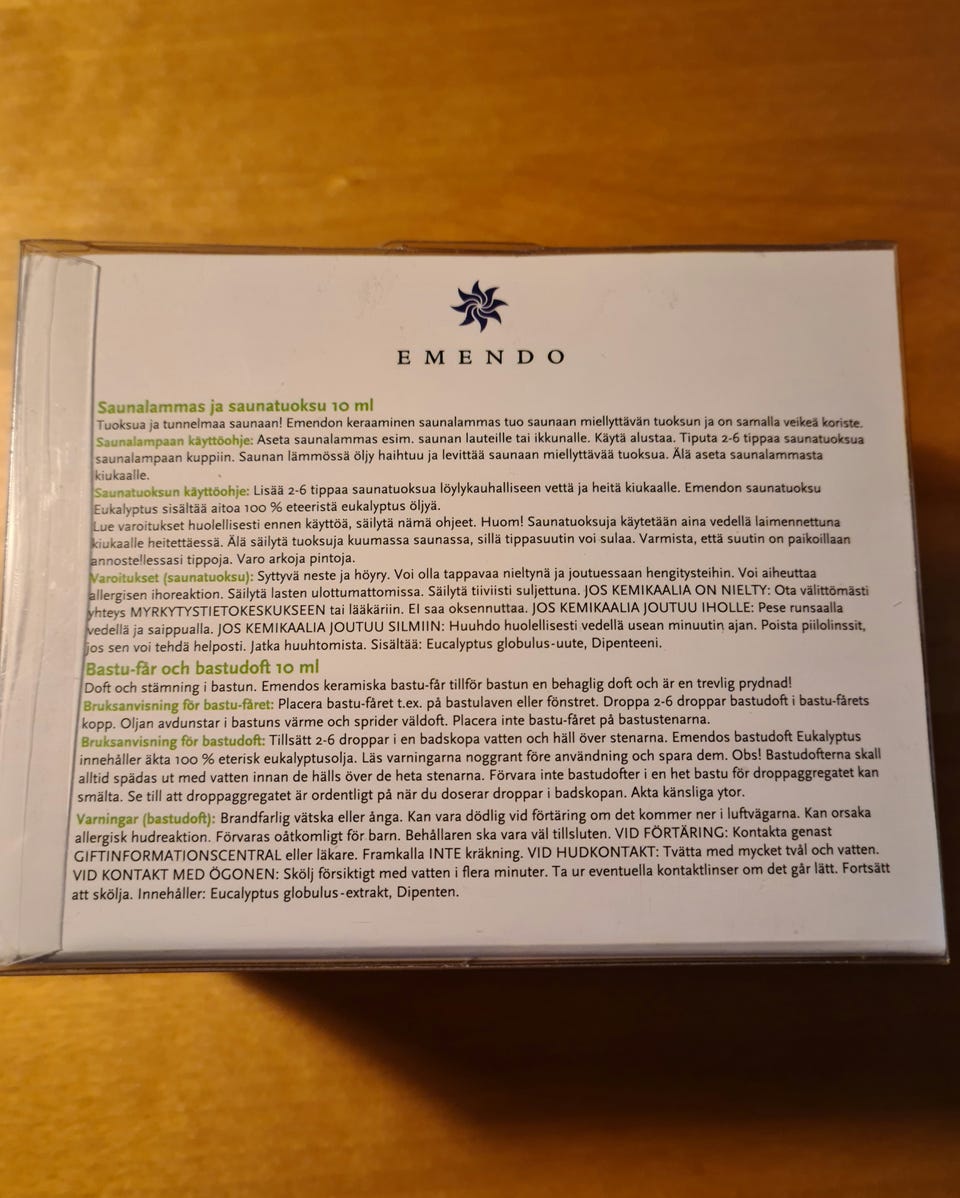 EMENDO
Saunalammas ja saunatuoksu 10 ml
Tuoksua ja tunnelmaa saunaan! Emendon keraaminen saunalammas tuo saunaan miellyttävän tuoksun ja on samalla veikeä koriste.
Saunalampaan käyttöohje: Aseta saunalammas esim. saunan lauteille tai ikkunalle. Käytä alustaa. Tiputa 2-6 tippaa saunatuoksua
saunalampaan kuppiin. Saunan lämmössä öljy haihtuu ja levittää saunaan miellyttävää tuoksua. Älä aseta saunalammasta
kiukaalle.
Saunatuoksun käyttöohje: Lisää 2-6 tippaa saunatuoksua löylykauhalliseen vettä ja heitä kiukaalle. Emendon saunatuoksu
Eukalyptus sisältää aitoa 100 % eteeristä eukalyptus öljyä.
Lue varoitukset huolellisesti ennen käyttöä, säilytä nämä ohjeet. Huom! Saunatuoksuja käytetään aina vedellä laimennettuna
kiukaalle heitettäessä. Älä säilytä tuoksuja kuumassa saunassa, sillä tippasuutin voi sulaa. Varmista, että suutin on paikoillaan
annostellessasi tippoja. Varo arkoja pintoja.
Varoitukset (saunatuoksu): Syttyvä neste ja höyry. Voi olla tappavaa nieltynä ja joutuessaan hengitysteihin. Voi aiheuttaa
allergisen ihoreaktion. Säilytä lasten ulottumattomissa. Säilytä tiiviisti suljettuna. JOS KEMIKAALIA ON NIELTY: Ota välittömästi
yhteys MYRKYTYSTIETOKESKUKSEEN tai lääkäriin. EI saa oksennuttaa. JOS KEMIKAALIA JOUTUU IHOLLE: Pese runsaalla
vedellä ja saippualla. JOS KEMIKAALIA JOUTUU SILMIIN: Huuhdo huolellisesti vedellä usean minuutin ajan. Poista piilolinssit,
jos sen voi tehdä helposti. Jatka huuhtomista. Sisältää: Eucalyptus globulus-uute, Dipenteeni.
Bastu-får och bastudoft 10 ml
Doft och stämning i bastun. Emendos keramiska bastu-får tillför bastun en behaglig doft och är en trevlig prydnad!
Bruksanvisning för bastu-fåret: Placera bastu-fåret t.ex. på bastulaven eller fönstret. Droppa 2-6 droppar bastudoft i bastu-fårets
kopp. Oljan avdunstar i bastuns värme och sprider väldoft. Placera inte bastu-fåret på bastustenarna.
Bruksanvisning för bastudoft: Tillsätt 2-6 droppar i en badskopa vatten och häll över stenarna. Emendos bastudoft Eukalyptus
innehåller äkta 100 % eterisk eukalyptusolja. Läs varningarna noggrant före användning och spara dem. Obs! Bastudofterna skall
alltid spädas ut med vatten innan de hälls över de heta stenarna. Förvara inte bastudofter i en het bastu för droppaggregatet kan
smälta. Se till att droppaggregatet är ordentligt på när du doserar droppar i badskopan. Akta känsliga ytor.
Varningar (bastudoft): Brandfarlig vätska eller ånga. Kan vara dödlig vid förtäring om det kommer ner i luftvägarna. Kan orsaka
allergisk hudreaktion. Förvaras oåtkomligt för barn. Behållaren ska vara väl tillsluten. VID FÖRTÄRING: Kontakta genast
GIFTINFORMATIONSCENTRAL eller läkare. Framkalla INTE kräkning. VID HUDKONTAKT: Tvätta med mycket tvål och vatten.
VID KONTAKT MED ÖGONEN: Skölj försiktigt med vatten i flera minuter. Ta ur eventuella kontaktlinser om det går lätt. Fortsätt
att skölja. Innehåller: Eucalyptus globulus-extrakt, Dipenten.